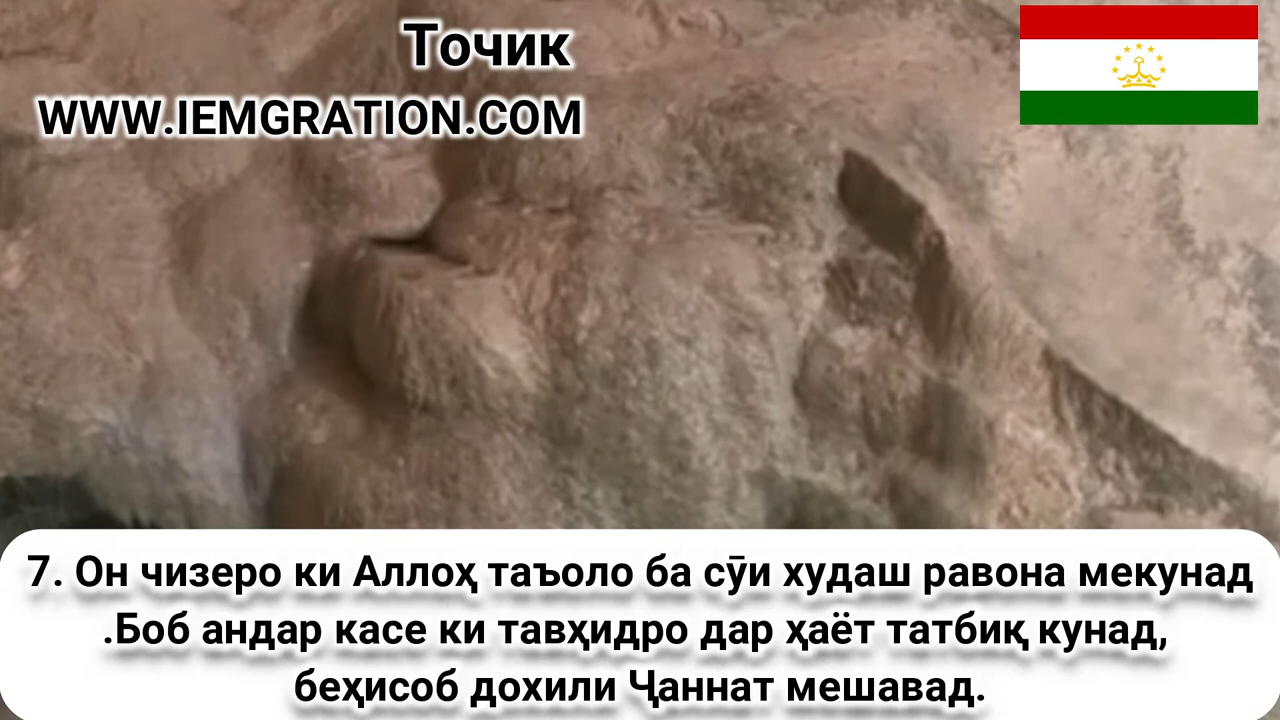 Точик
WWW.IEMGRATION.COM
7. Он чизеро ки Аллоҳ таъоло ба сӯи худаш равона мекунад
.Боб андар касе ки тавҳидро дар ҳаёт татбиқ кунад,
беҳисоб дохили Ҷаннат мешавад.